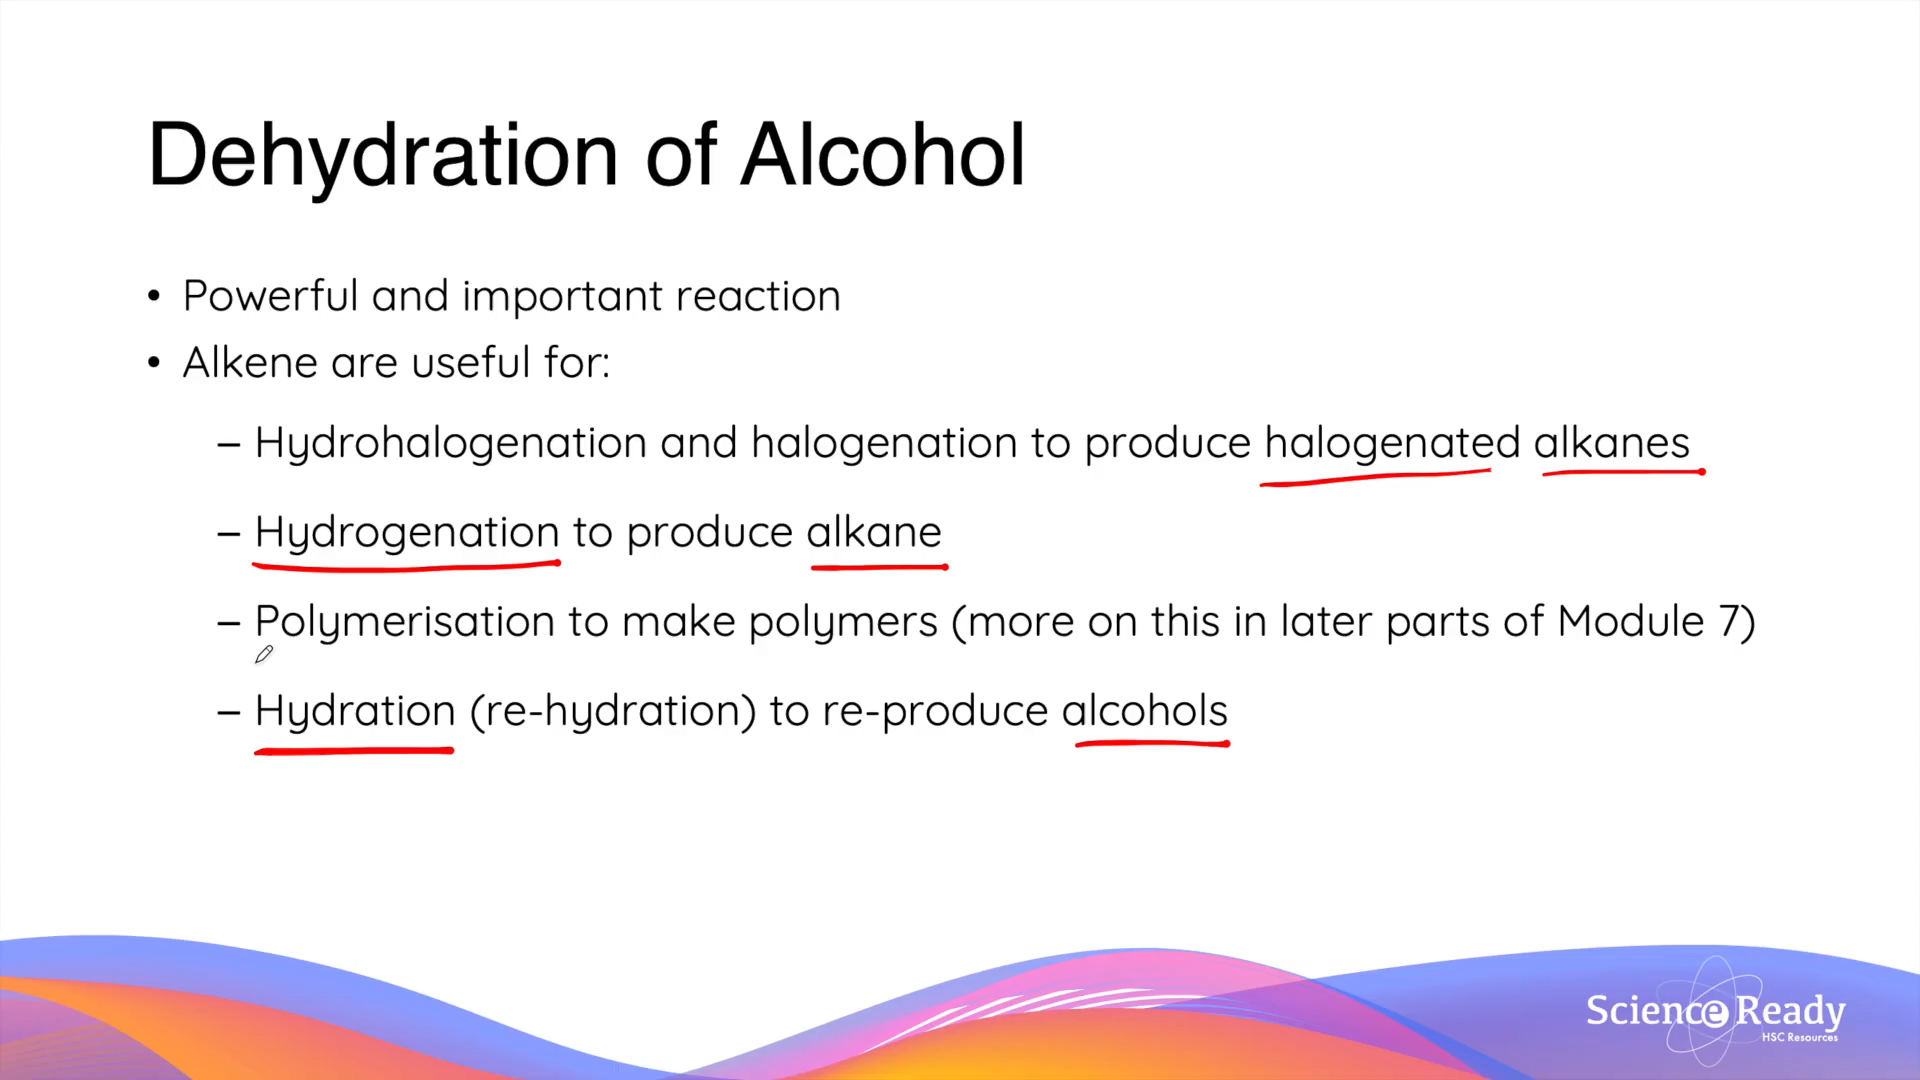 Dehydration of Alcohol
• Powerful and important reaction
• Alkene are useful for:
– Hydrohalogenation and halogenation to produce halogenated alkanes
– Hydrogenation to produce alkane
– Polymerisation to make polymers (more on this in later parts of Module 7)
– Hydration (re-hydration) to re-produce alcohols
Science Ready
HSC Resources